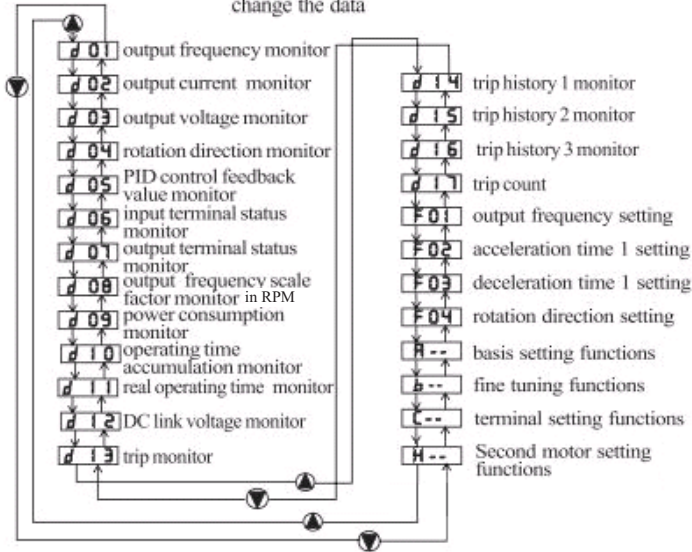 change the data
d 01 output frequency monitor
d 02 output current monitor
d 03 output voltage monitor
d 04 rotation direction monitor
d 05 PID control feedback
value monitor
d 06 input terminal status
monitor
d 07 output terminal status
monitor
d 08 output frequency scale
factor monitor in RPM
d 09 power consumption
monitor
d 10 operating time
accumulation monitor
d 11 real operating time monitor
d 12 DC link voltage monitor
d 13 trip monitor
d 14 trip history 1 monitor
d 15 trip history 2 monitor
d 16 trip history 3 monitor
d 17 trip count
F01 output frequency setting
F02 acceleration time 1 setting
F03 deceleration time 1 setting
F04 rotation direction setting
A-- basis setting functions
b-- fine tuning functions
C-- terminal setting functions
H-- Second motor setting
functions